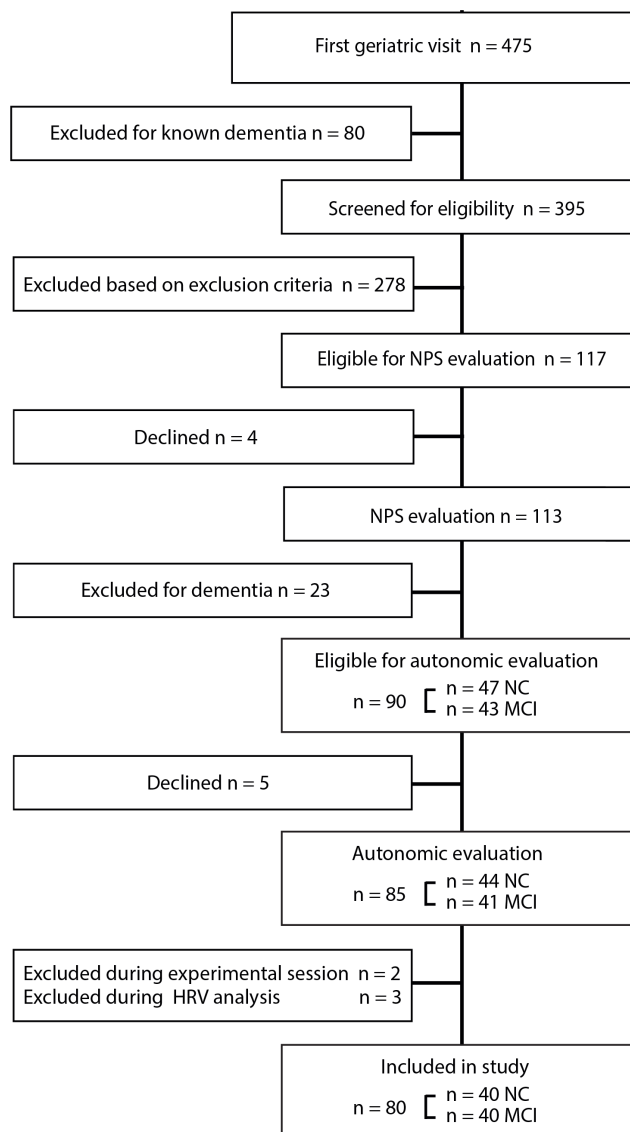 First geriatric visit n = 475
Excluded for known dementia n = 80
Screened for eligibility n = 395
Excluded based on exclusion criteria n = 278
Eligible for NPS evaluation n = 117
Declined n = 4
NPS evaluation n = 113
Excluded for dementia n = 23
Eligible for autonomic evaluation
n = 90 [ n = 47 NC
n = 43 MCI
Declined n = 5
Autonomic evaluation
n = 85 [ n = 44 NC
n = 41 MCI
Excluded during experimental session n = 2
Excluded during HRV analysis n = 3
Included in study
n = 80 [ n = 40 NC
n = 40 MCI